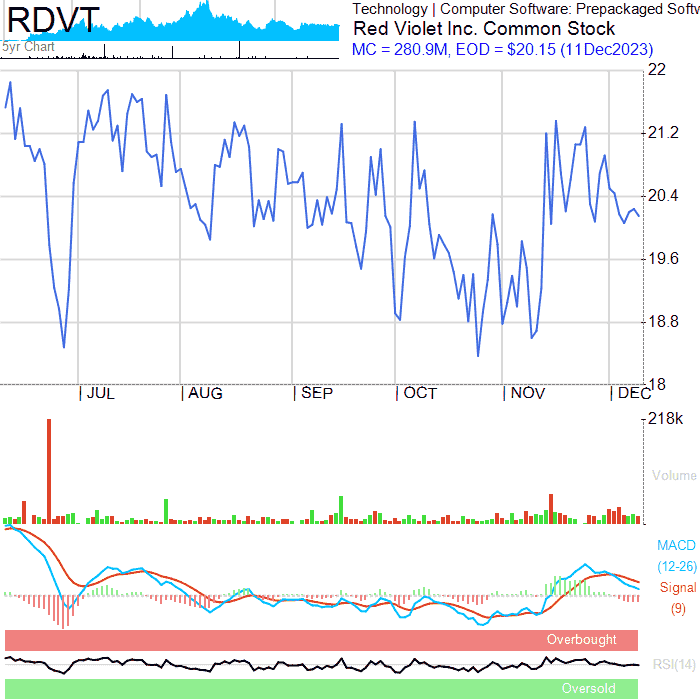 RDVT
5yr Chart
Technology | Computer Software: Prepackaged Softw
Red Violet Inc. Common Stock
MC = 280.9M, EOD = $20.15 (11Dec2023)
22
21.2
20.4
19.6
18.8
18
JUL AUG SEP OCT NOV DEC
218k
Volume
MACD
(12-26)
Signal
(9)
Overbought
RSI(14)
Oversold